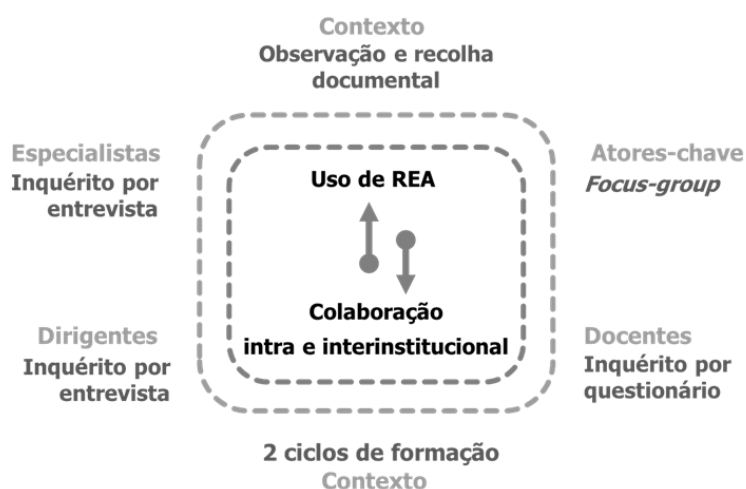 Contexto
Observação e recolha
documental
Especialistas
Inquérito por
entrevista
Atores-chave
Focus-group
Uso de REA
Colaboração
intra e interinstitucional
Dirigentes
Inquérito por
entrevista
Docentes
Inquérito por
questionário
2 ciclos de formação
Contexto